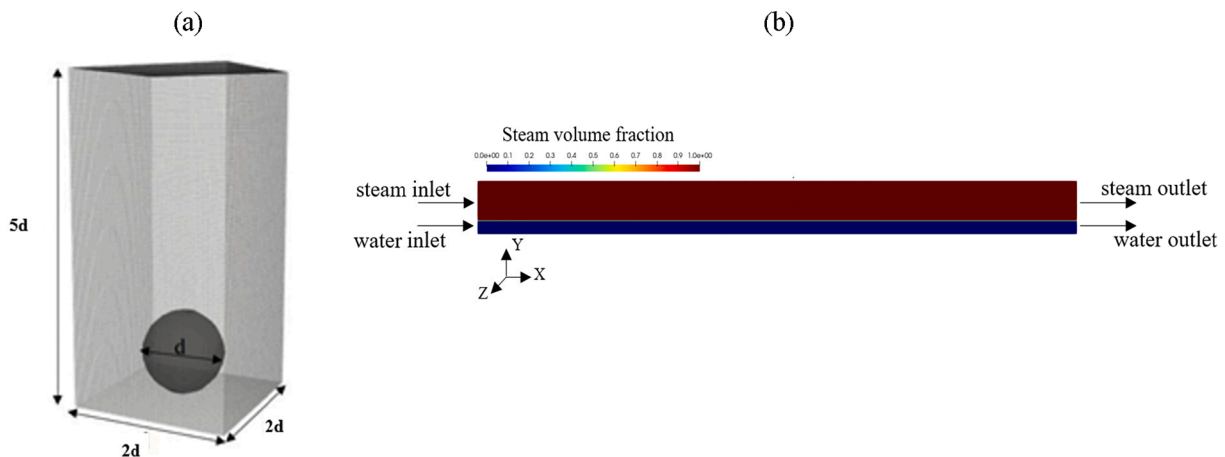 (a)
(b)
5d
d
2d
2d
Steam volume fraction
0.0e+00 0.1 0.2 0.3 0.4 0.5 0.6 0.7 0.8 0.9 1.0e+00
steam inlet
steam outlet
water inlet
water outlet
Y
X
Z